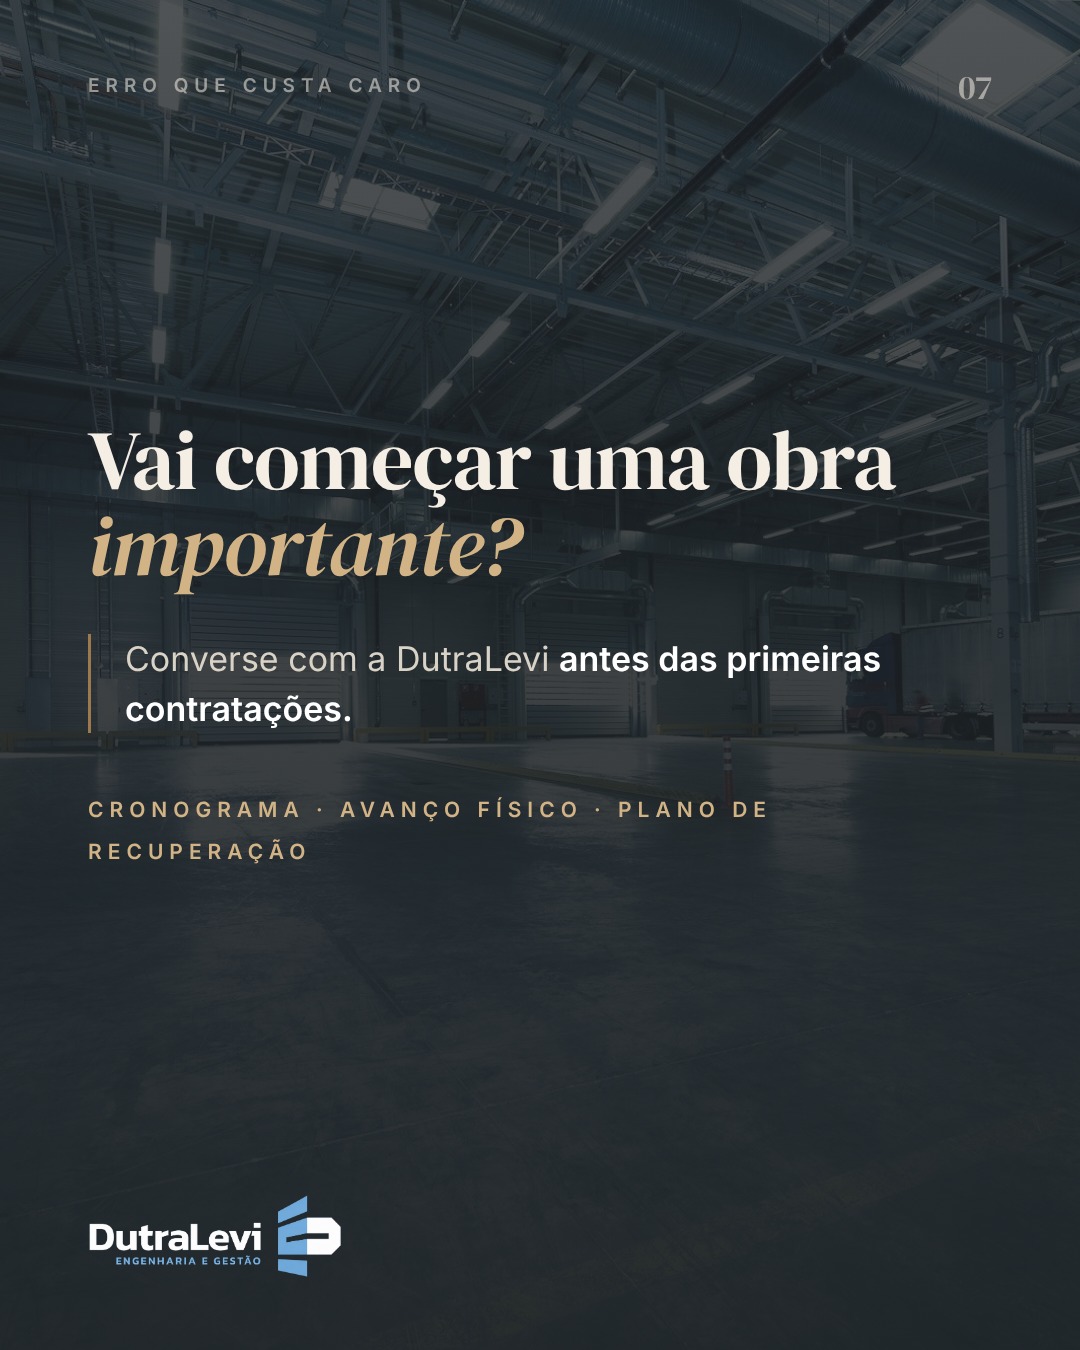 ERRO QUE CUSTA CARO
07
Vai começar uma obra
importante?
Converse com a DutraLevi antes das primeiras
contratações.
CRONOGRAMA · AVANÇO FÍSICO · PLANO DE
RECUPERAÇÃO
DutraLevi
ENGENHARIA E GESTÃO